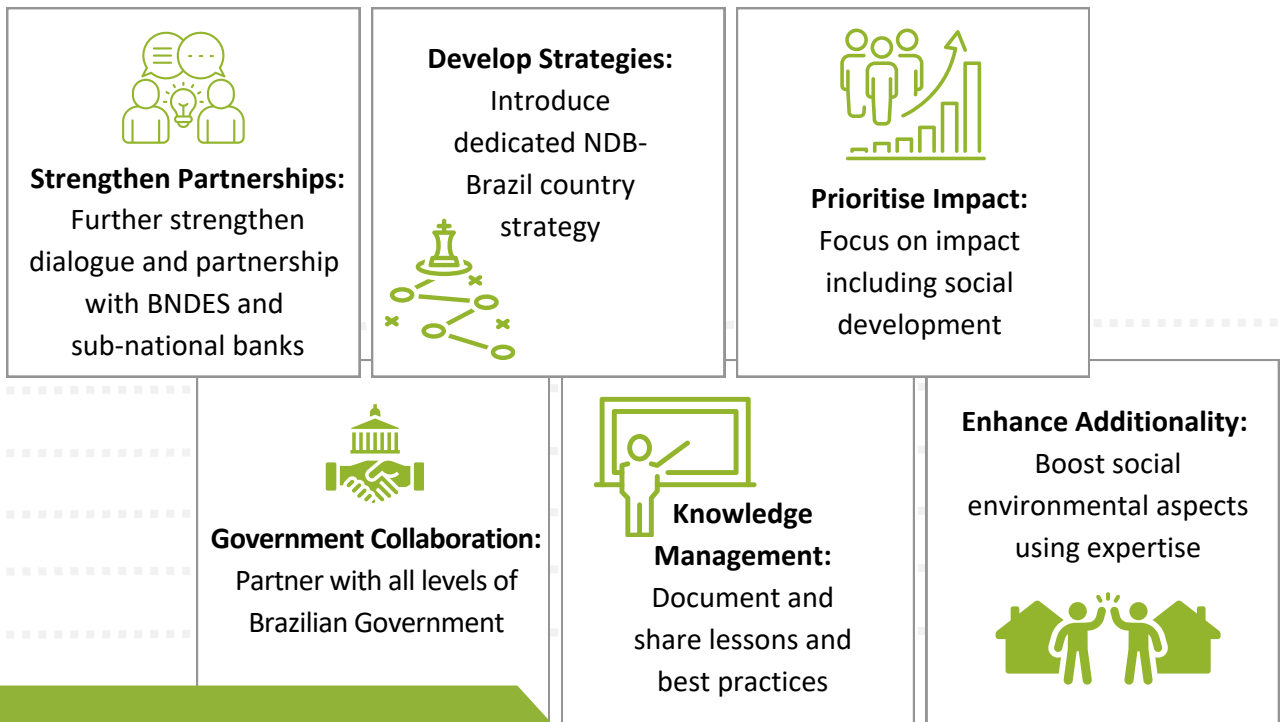 Strengthen Partnerships:
Further strengthen
dialogue and partnership
with BNDES and
sub-national banks
Develop Strategies:
Introduce
dedicated NDB-
Brazil country
strategy
Prioritise Impact:
Focus on impact
including social
development
Government Collaboration:
Partner with all levels of
Brazilian Government
Knowledge
Management:
Document and
share lessons and
best practices
Enhance Additionality:
Boost social
environmental aspects
using expertise